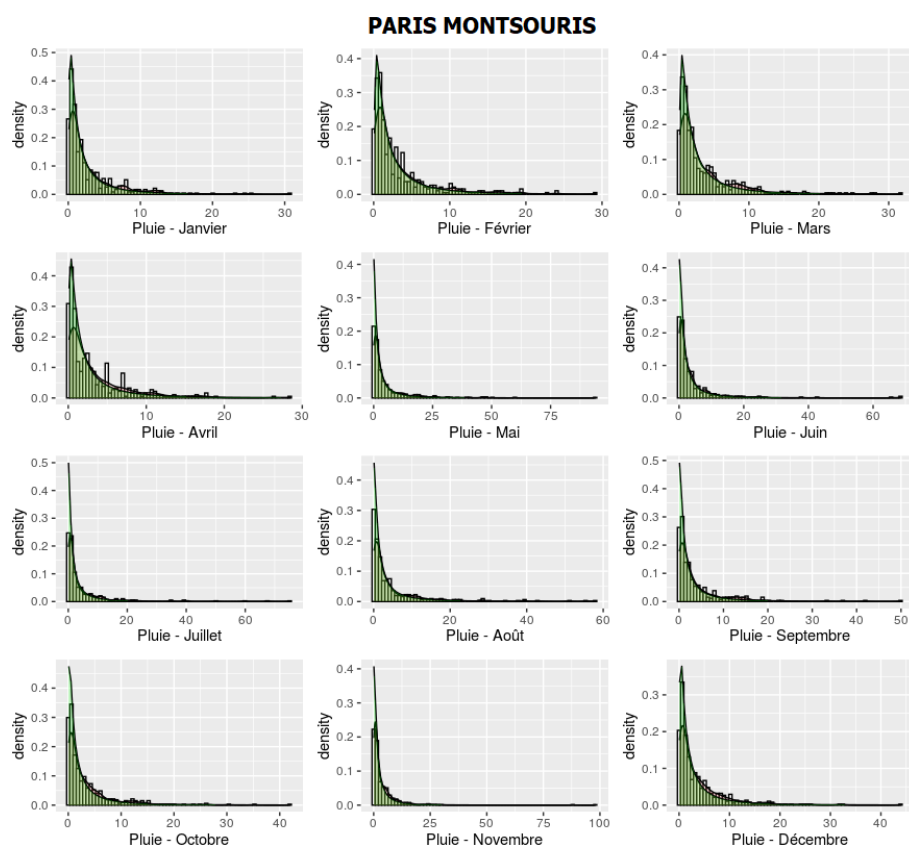 PARIS MONTSOURIS
density
0.5
0.4
0.3
0.2
0.1
0.0
0 10 20 30
Pluie - Janvier
density
0.4
0.3
0.2
0.1
0.0
0 10 20 30
Pluie - Février
density
0.4
0.3
0.2
0.1
0.0
0 10 20 30
Pluie - Mars
density
0.4
0.3
0.2
0.1
0.0
0 10 20 30
Pluie - Avril
density
0.4
0.3
0.2
0.1
0.0
0 25 50 75
Pluie - Mai
density
0.4
0.3
0.2
0.1
0.0
0 20 40 60
Pluie - Juin
density
0.5
0.4
0.3
0.2
0.1
0.0
0 20 40 60
Pluie - Juillet
density
0.4
0.3
0.2
0.1
0.0
0 20 40 60
Pluie - Août
density
0.5
0.4
0.3
0.2
0.1
0.0
0 10 20 30 40 50
Pluie - Septembre
density
0.4
0.3
0.2
0.1
0.0
0 10 20 30 40
Pluie - Octobre
density
0.4
0.3
0.2
0.1
0.0
0 25 50 75 100
Pluie - Novembre
density
0.3
0.2
0.1
0.0
0 10 20 30 40
Pluie - Décembre